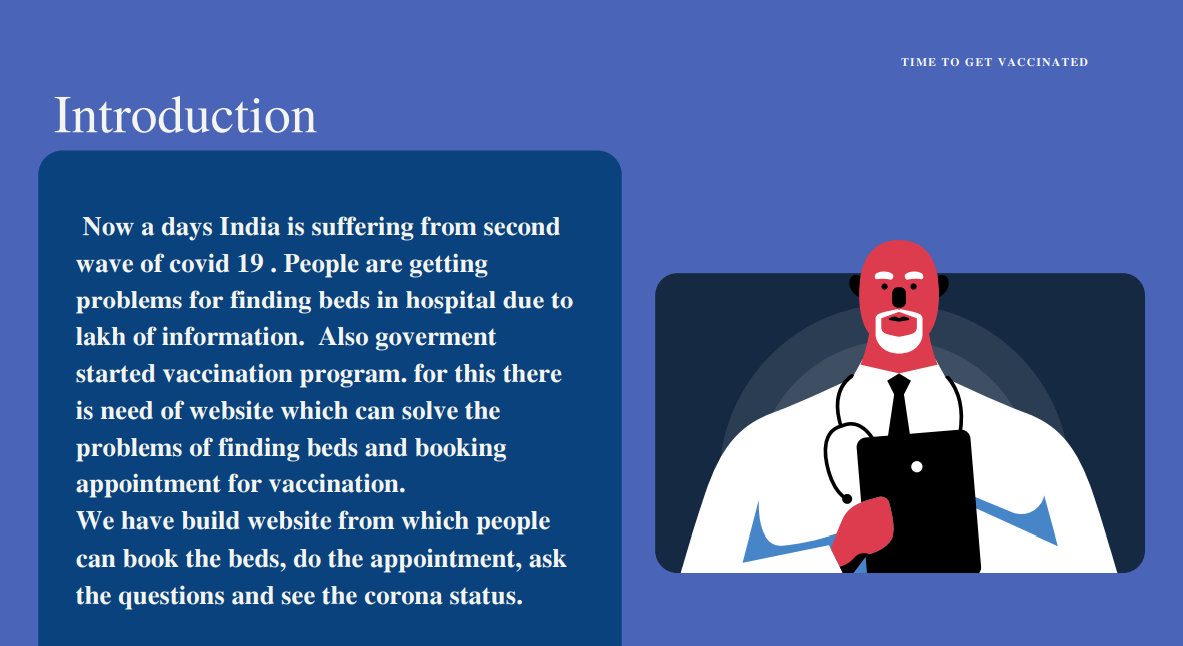 TIME TO GET VACCINATED
Introduction
Now a days India is suffering from second
wave of covid 19 . People are getting
problems for finding beds in hospital due to
lakh of information.  Also goverment
started vaccination program. for this there
is need of website which can solve the
problems of finding beds and booking
appointment for vaccination.
We have build website from which people
can book the beds, do the appointment, ask
the questions and see the corona status.